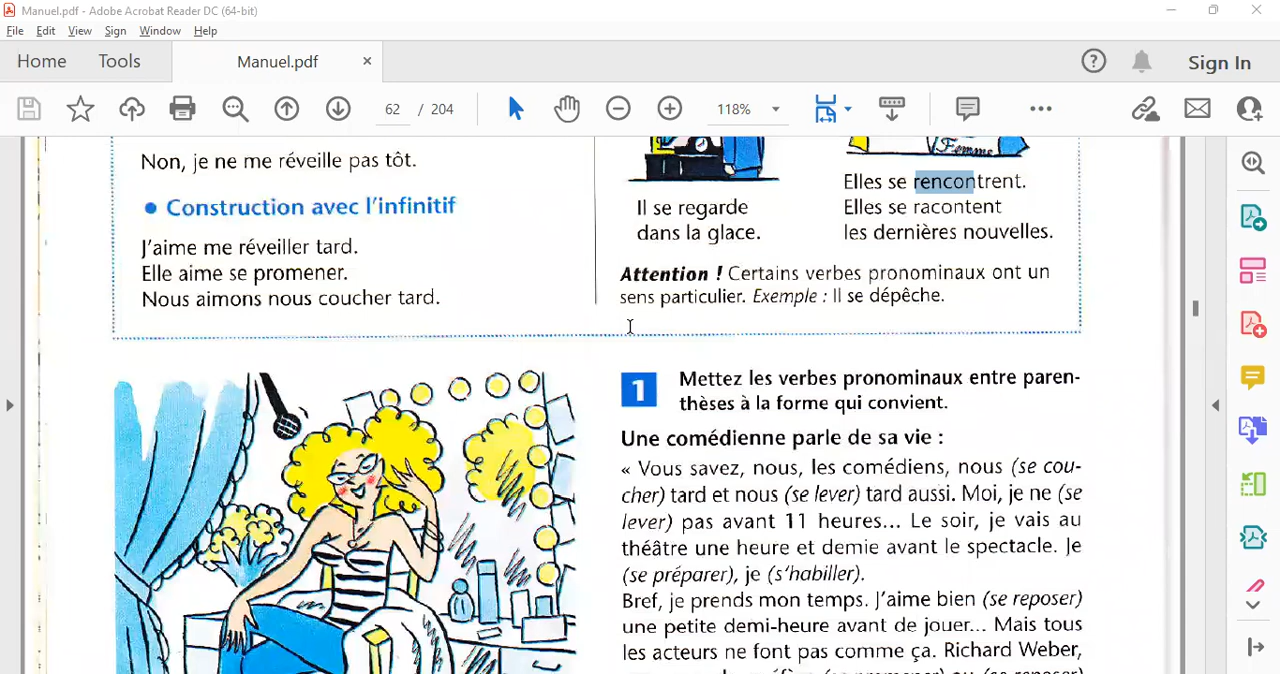 Manuel.pdf - Adobe Acrobat Reader DC (64-bit)
File Edit View Sign Window Help
Home Tools Manuel.pdf × Sign In
62 / 204 118%
Non, je ne me réveille pas tôt.
• Construction avec l'infinitif
J'aime me réveiller tard.
Elle aime se promener.
Nous aimons nous coucher tard.
Il se regarde
dans la glace.
Femme
Elles se rencontrent.
Elles se racontent
les dernières nouvelles.
Attention ! Certains verbes pronominaux ont un
sens particulier. Exemple : Il se dépêche.
1 Mettez les verbes pronominaux entre paren-
thèses à la forme qui convient.
Une comédienne parle de sa vie :
« Vous savez, nous, les comédiens, nous (se cou-
cher) tard et nous (se lever) tard aussi. Moi, je ne (se
lever) pas avant 11 heures... Le soir, je vais au
théâtre une heure et demie avant le spectacle. Je
(se préparer), je (s'habiller).
Bref, je prends mon temps. J'aime bien (se reposer)
une petite demi-heure avant de jouer... Mais tous
les acteurs ne font pas comme ça. Richard Weber,